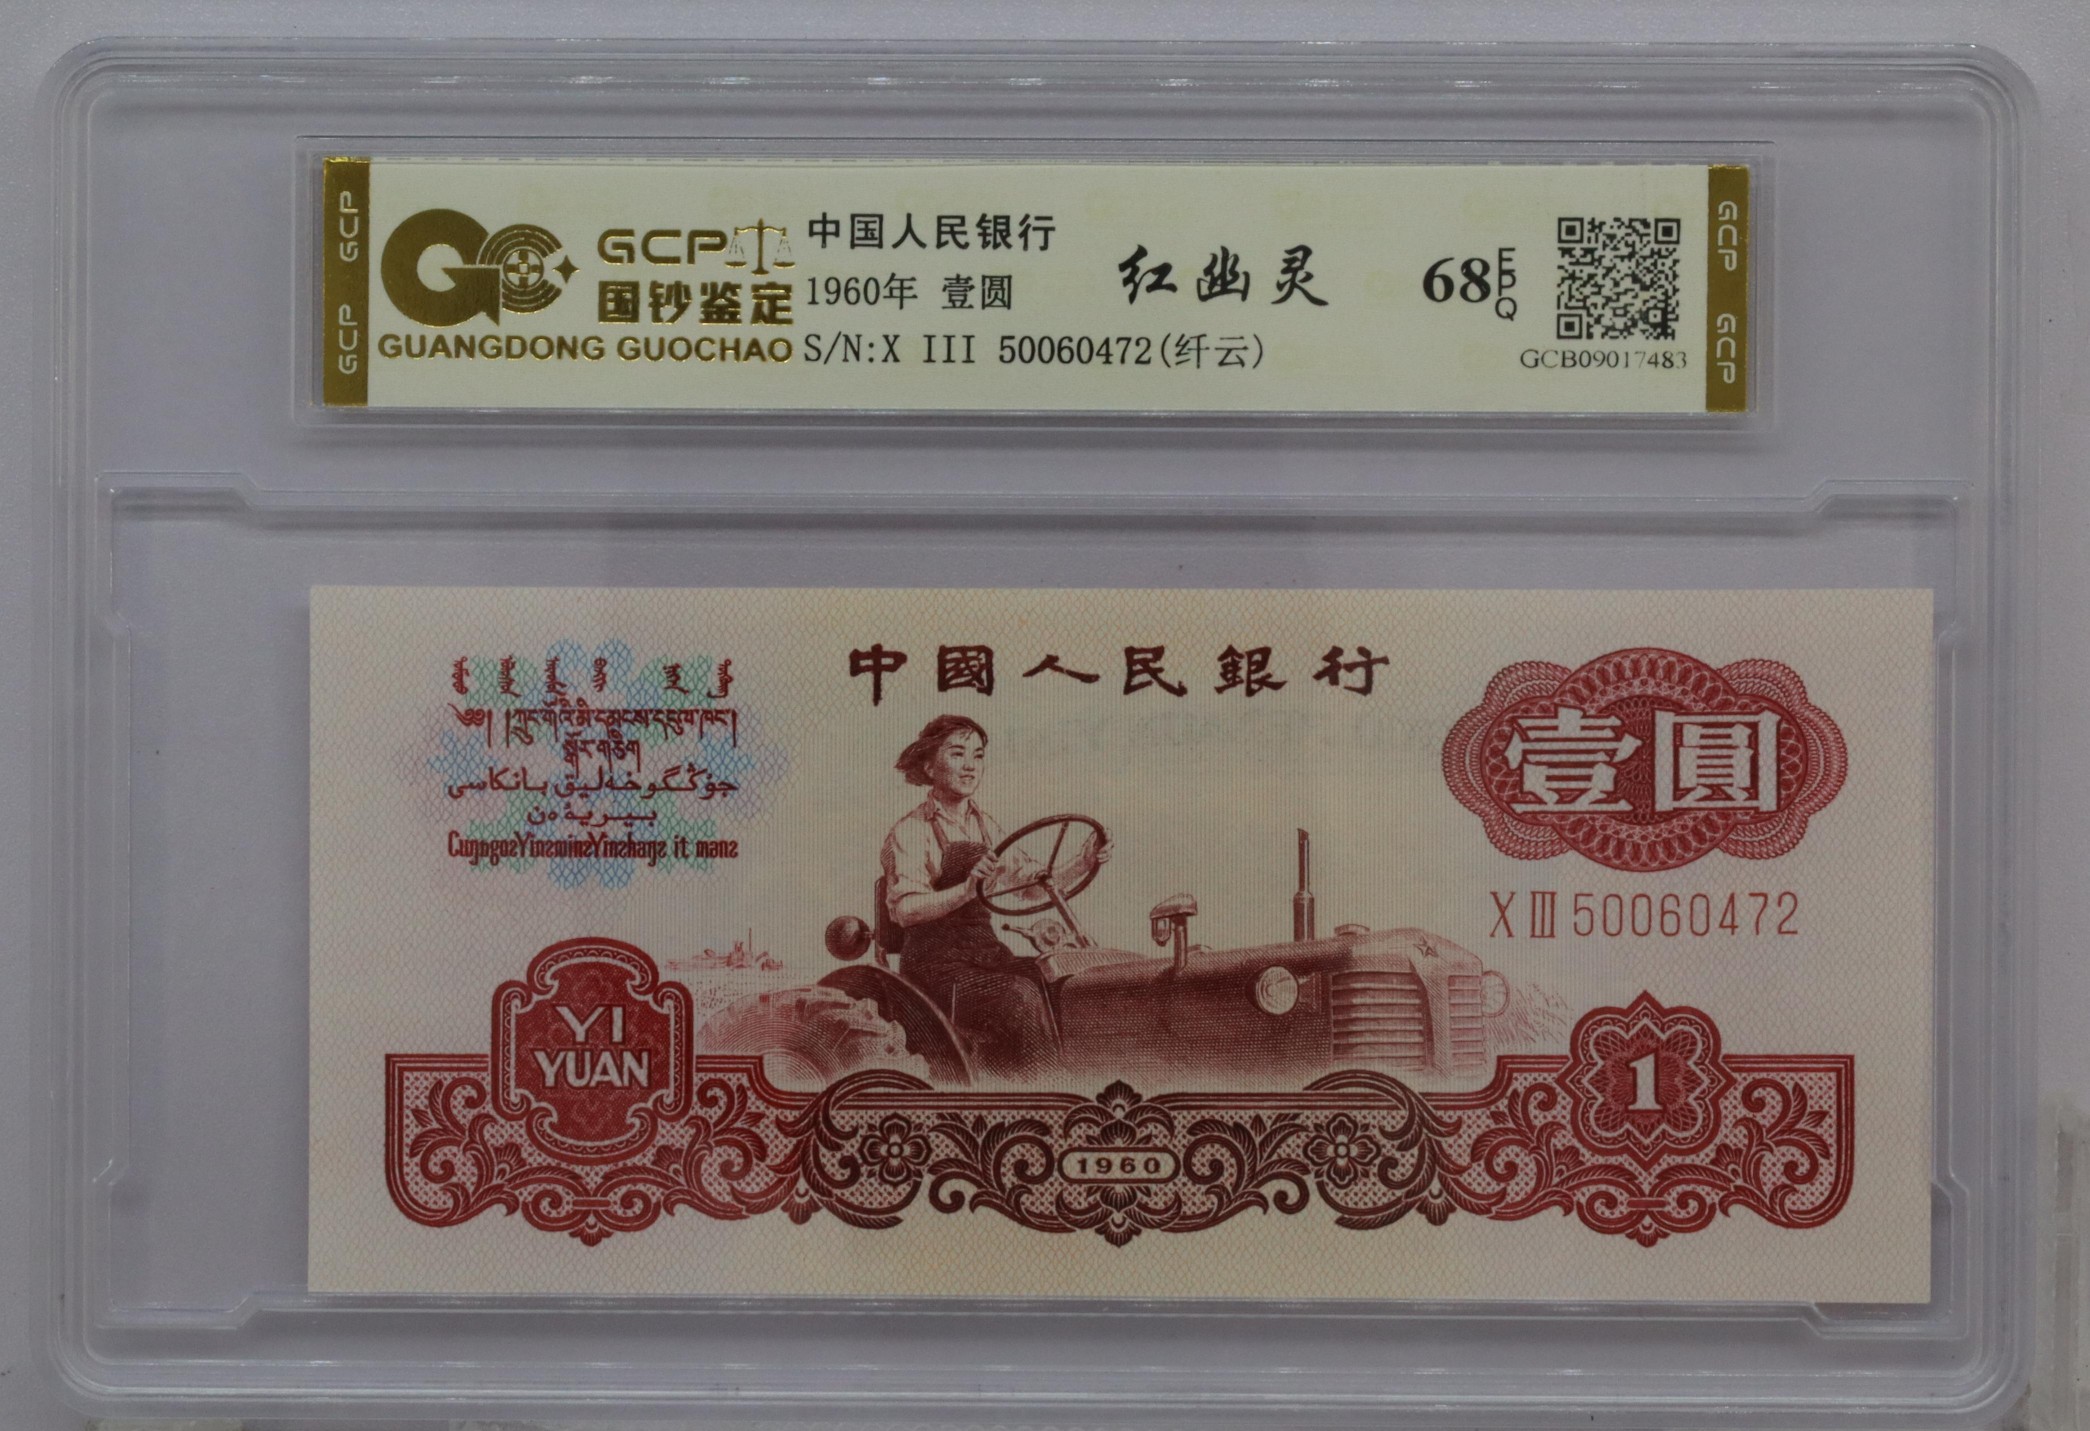 GCP
GCP
GCP
国钞鉴定
GUANGDONG GUOCHAO
中国人民银行
1960年 壹圆
S/N:X III 50060472(纤云)
红幽灵
68 EPQ
GCB09017483
GCP
GCP
中國人民銀行
壹圓
XⅢ50060472
YI
YUAN
1960
1